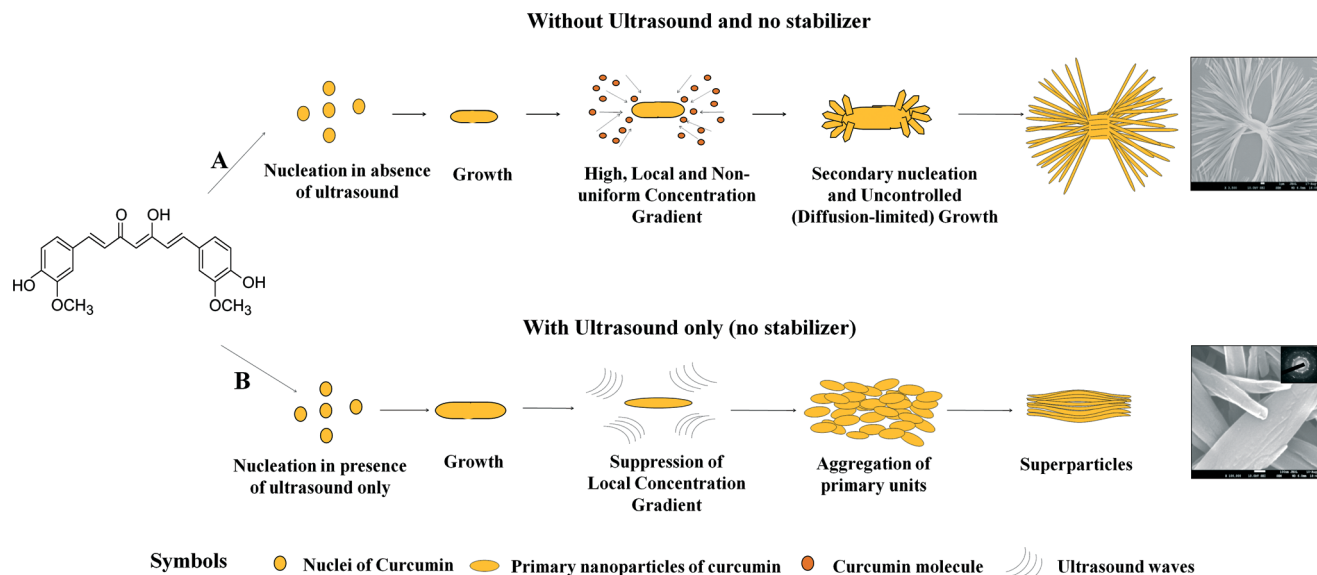 Without Ultrasound and no stabilizer
A
Nucleation in absence
of ultrasound
Growth
High, Local and Non-
uniform Concentration
Gradient
Secondary nucleation
and Uncontrolled
(Diffusion-limited) Growth
O OH
HO
OCH3
OH
OCH3
With Ultrasound only (no stabilizer)
B
Nucleation in presence
of ultrasound only
Growth
Suppression of
Local Concentration
Gradient
Aggregation of
primary units
Superparticles
Symbols
Nuclei of Curcumin
Primary nanoparticles of curcumin
Curcumin molecule
Ultrasound waves